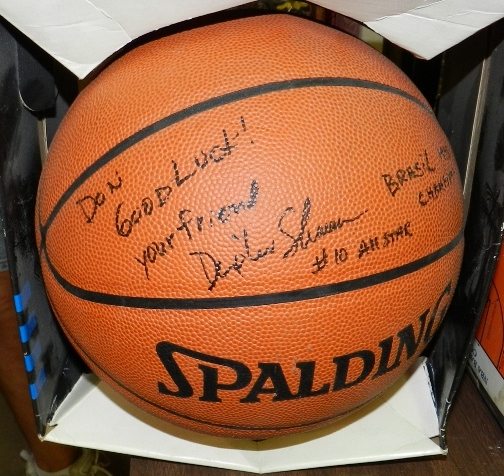 DON
GOOD LUCK!
your friend
#10 All STAR
BRASIL
SPALDING